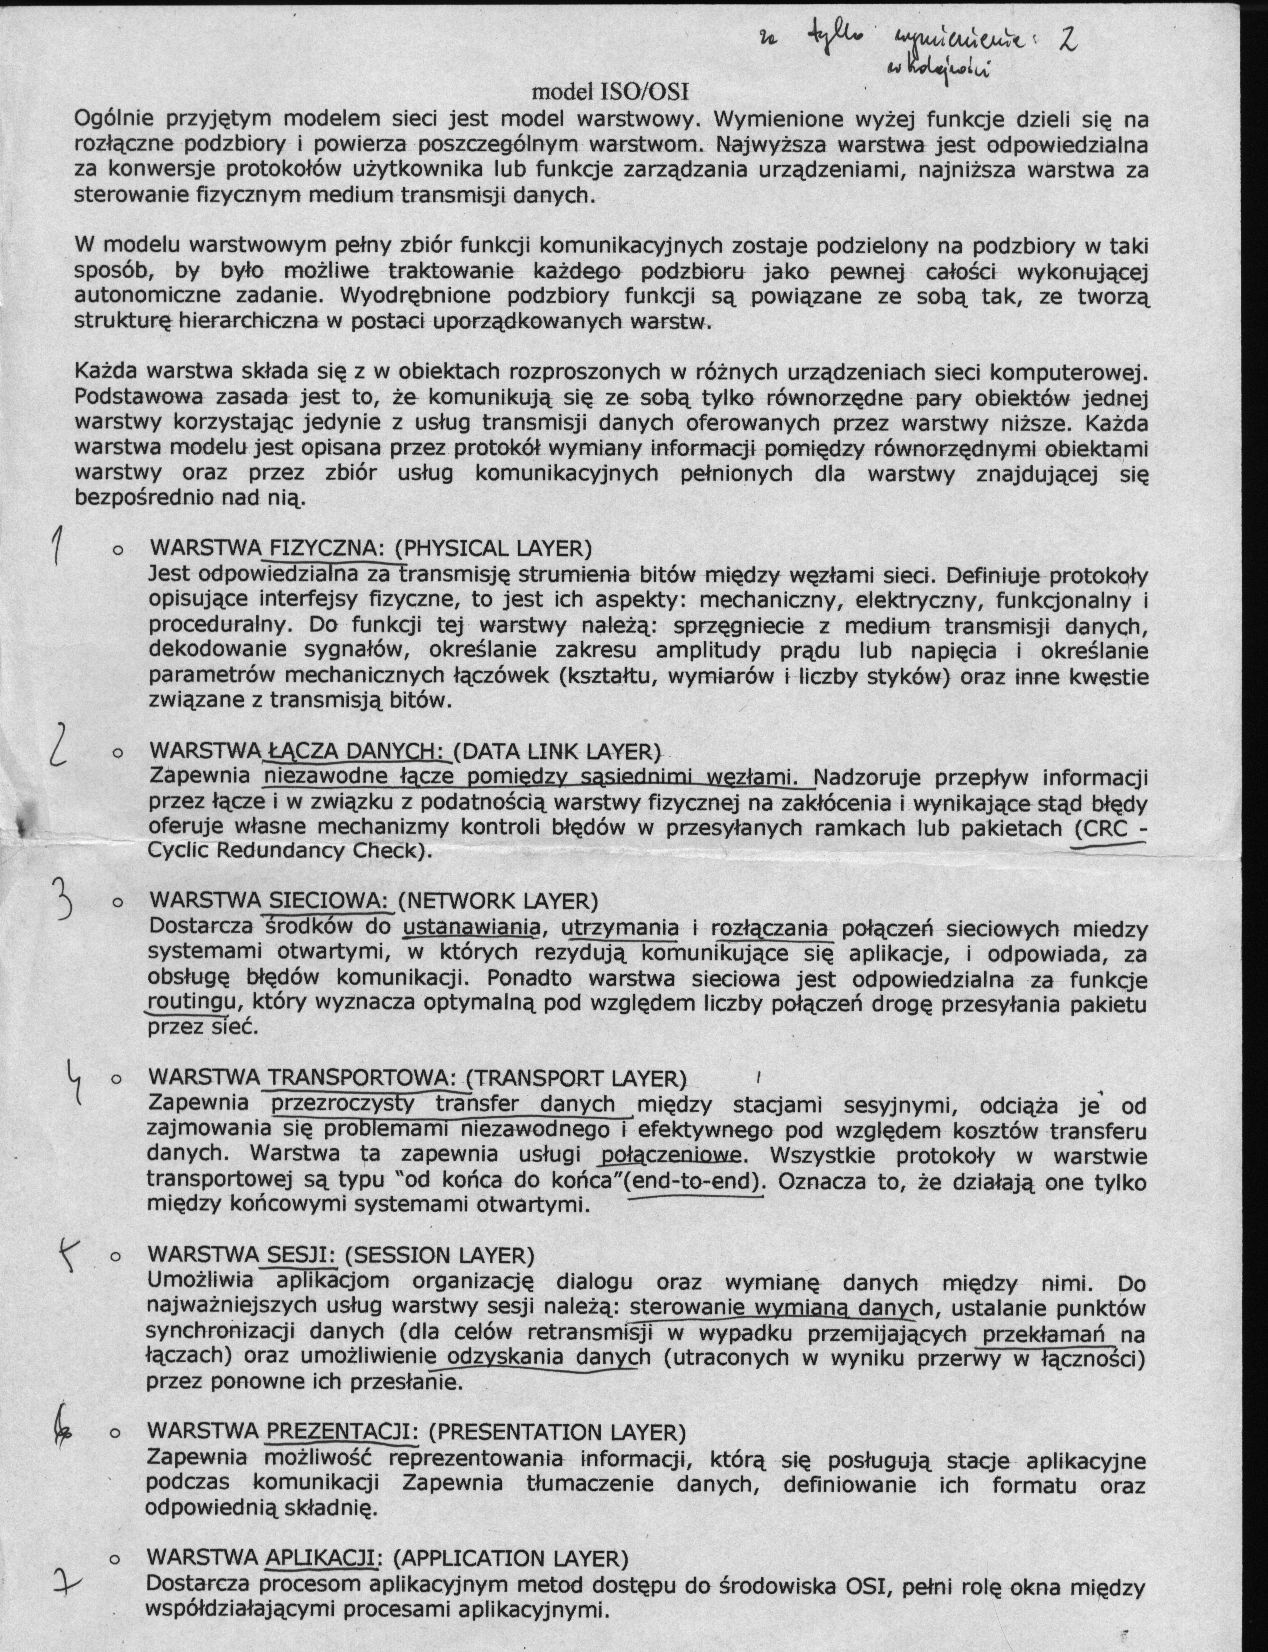 za tylko wymienienie: 2
w kolejności
model ISO/OSI
Ogólnie przyjętym modelem sieci jest model warstwowy. Wymienione wyżej funkcje dzieli się na
rozłączne podzbiory i powierza poszczególnym warstwom. Najwyższa warstwa jest odpowiedzialna
za konwersje protokołów użytkownika lub funkcje zarządzania urządzeniami, najniższa warstwa za
sterowanie fizycznym medium transmisji danych.
W modelu warstwowym pełny zbiór funkcji komunikacyjnych zostaje podzielony na podzbiory w taki
sposób, by było możliwe traktowanie każdego podzbioru jako pewnej całości wykonującej
autonomiczne zadanie. Wyodrębnione podzbiory funkcji są powiązane ze sobą tak, ze tworzą
strukturę hierarchiczna w postaci uporządkowanych warstw.
Każda warstwa składa się z w obiektach rozproszonych w różnych urządzeniach sieci komputerowej.
Podstawowa zasada jest to, że komunikują się ze sobą tylko równorzędne pary obiektów jednej
warstwy korzystając jedynie z usług transmisji danych oferowanych przez warstwy niższe. Każda
warstwa modelu jest opisana przez protokół wymiany informacji pomiędzy równorzędnymi obiektami
warstwy oraz przez zbiór usług komunikacyjnych pełnionych dla warstwy znajdującej się
bezpośrednio nad nią.
1 o WARSTWA FIZYCZNA: (PHYSICAL LAYER)
Jest odpowiedzialna za transmisję strumienia bitów między węzłami sieci. Definiuje protokoły
opisujące interfejsy fizyczne, to jest ich aspekty: mechaniczny, elektryczny, funkcjonalny i
proceduralny. Do funkcji tej warstwy należą: sprzęgniecie z medium transmisji danych,
dekodowanie sygnałów, określanie zakresu amplitudy prądu lub napięcia i określanie
parametrów mechanicznych łączówek (kształtu, wymiarów i liczby styków) oraz inne kwestie
związane z transmisją bitów.
2 o WARSTWA ŁĄCZA DANYCH: (DATA LINK LAYER)
Zapewnia niezawodne łącze pomiędzy sąsiednimi węzłami. Nadzoruje przepływ informacji
przez łącze i w związku z podatnością warstwy fizycznej na zakłócenia i wynikające stąd błędy
oferuje własne mechanizmy kontroli błędów w przesyłanych ramkach lub pakietach (CRC -
Cyclic Redundancy Check).
3 o WARSTWA SIECIOWA: (NETWORK LAYER)
Dostarcza środków do ustanawiania, utrzymania i rozłączania połączeń sieciowych miedzy
systemami otwartymi, w których rezydują komunikujące się aplikacje, i odpowiada, za
obsługę błędów komunikacji. Ponadto warstwa sieciowa jest odpowiedzialna za funkcje
routingu, który wyznacza optymalną pod względem liczby połączeń drogę przesyłania pakietu
przez sieć.
4 o WARSTWA TRANSPORTOWA: (TRANSPORT LAYER)
Zapewnia przezroczysty transfer danych między stacjami sesyjnymi, odciąża je od
zajmowania się problemami niezawodnego i efektywnego pod względem kosztów transferu
danych. Warstwa ta zapewnia usługi połączeniowe. Wszystkie protokoły w warstwie
transportowej są typu "od końca do końca"(end-to-end). Oznacza to, że działają one tylko
między końcowymi systemami otwartymi.
5 o WARSTWA SESJI: (SESSION LAYER)
Umożliwia aplikacjom organizację dialogu oraz wymianę danych między nimi. Do
najważniejszych usług warstwy sesji należą: sterowanie wymianą danych, ustalanie punktów
synchronizacji danych (dla celów retransmisji w wypadku przemijających przekłamań na
łączach) oraz umożliwienie odzyskania danych (utraconych w wyniku przerwy w łączności)
przez ponowne ich przesłanie.
6 o WARSTWA PREZENTACJI: (PRESENTATION LAYER)
Zapewnia możliwość reprezentowania informacji, którą się posługują stacje aplikacyjne
podczas komunikacji Zapewnia tłumaczenie danych, definiowanie ich formatu oraz
odpowiednią składnię.
o WARSTWA APLIKACJI: (APPLICATION LAYER)
7 Dostarcza procesom aplikacyjnym metod dostępu do środowiska OSI, pełni rolę okna między
współdziałającymi procesami aplikacyjnymi.